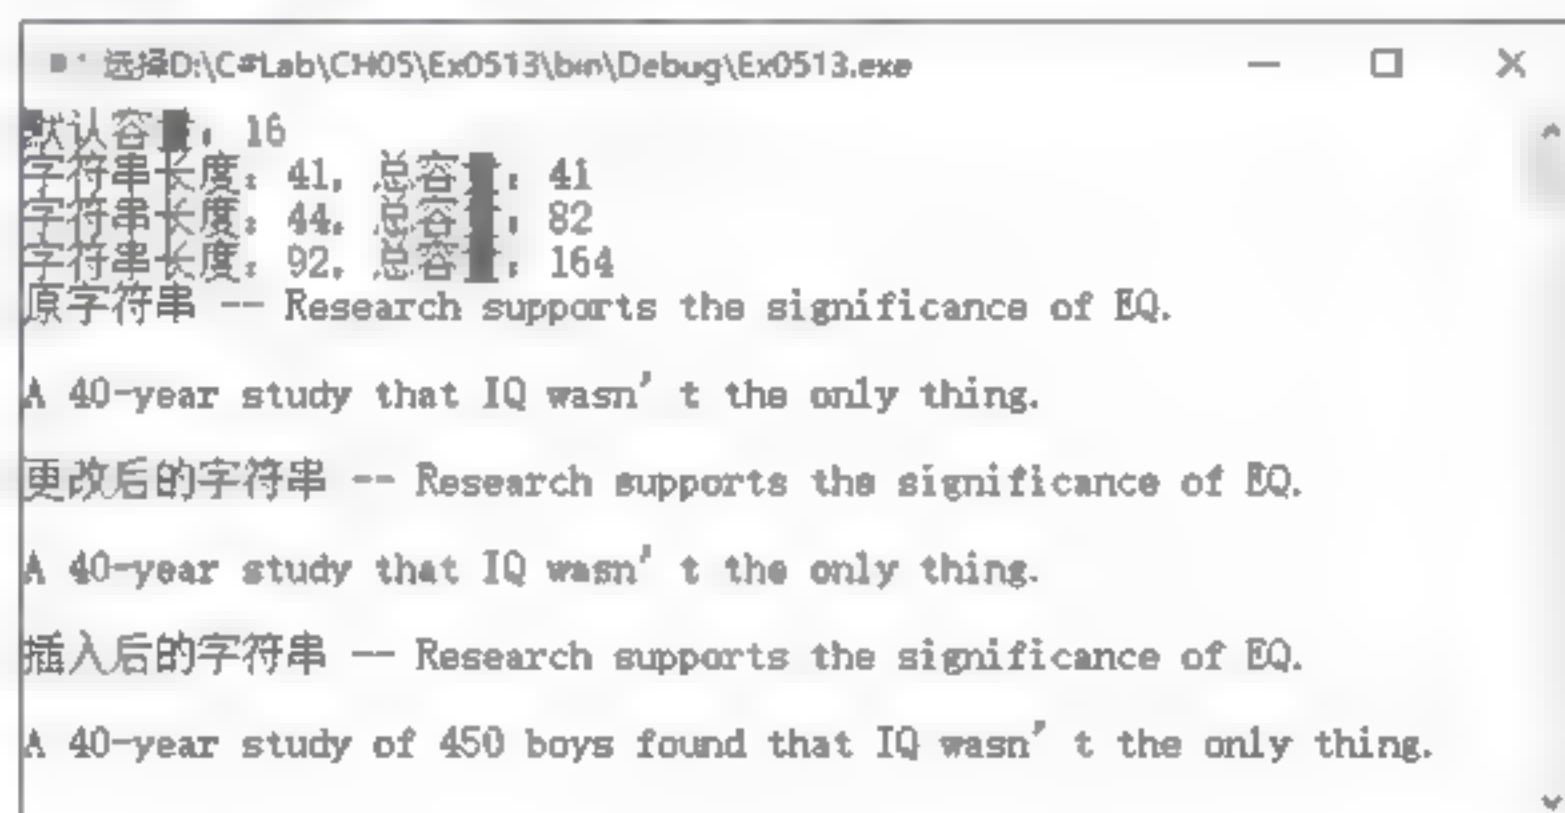 选择D:\C#Lab\CH05\Ex0513\bin\Debug\Ex0513.exe
默认容量：16
字符串长度：41，总容量：41
字符串长度：44，总容量：82
字符串长度：92，总容量：164
原字符串 -- Research supports the significance of EQ.
A 40-year study that IQ wasn’t the only thing.
更改后的字符串 -- Research supports the significance of EQ.
A 40-year study that IQ wasn’t the only thing.
插入后的字符串 -- Research supports the significance of EQ.
A 40-year study of 450 boys found that IQ wasn’t the only thing.